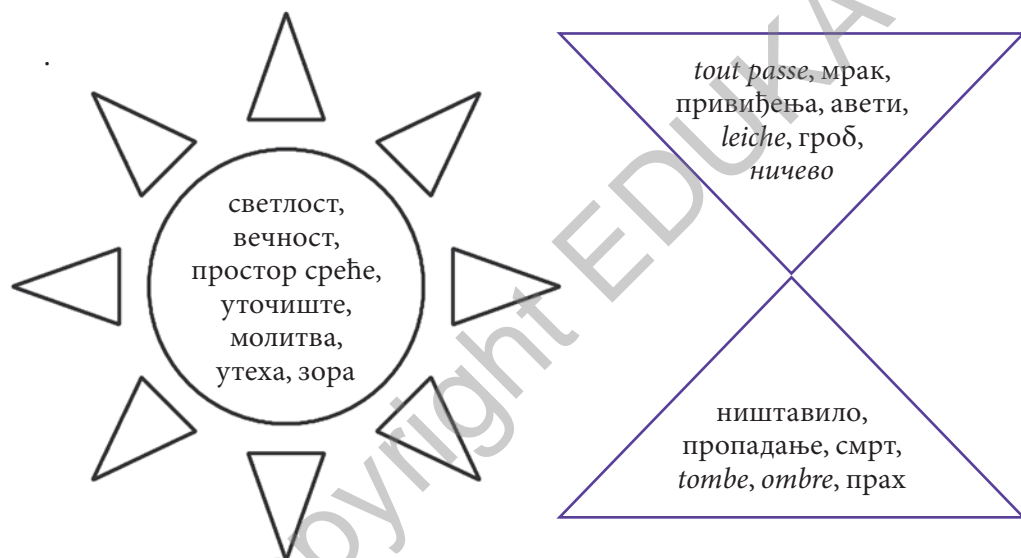 светлост,
вечност,
простор среће,
уточиште,
молитва,
утеха, зора
tout passe, мрак,
привиђења, авети,
leiche, гроб,
ничево
ништавило,
пропадање, смрт,
tombe, ombre, прах
pyright EDUKA